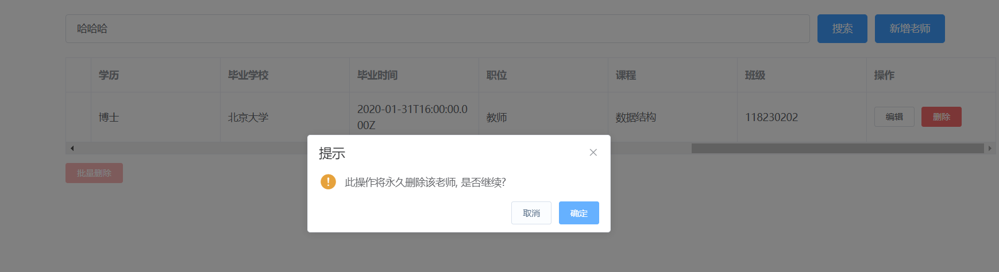 哈哈哈 搜索 新增老师
学历 毕业学校 毕业时间 职位 课程 班级 操作
博士 北京大学 2020-01-31T16:00:00.0 教师 数据结构 118230202 编辑 删除
00Z
批量删除
提示
此操作将永久删除该老师, 是否继续?
取消 确定